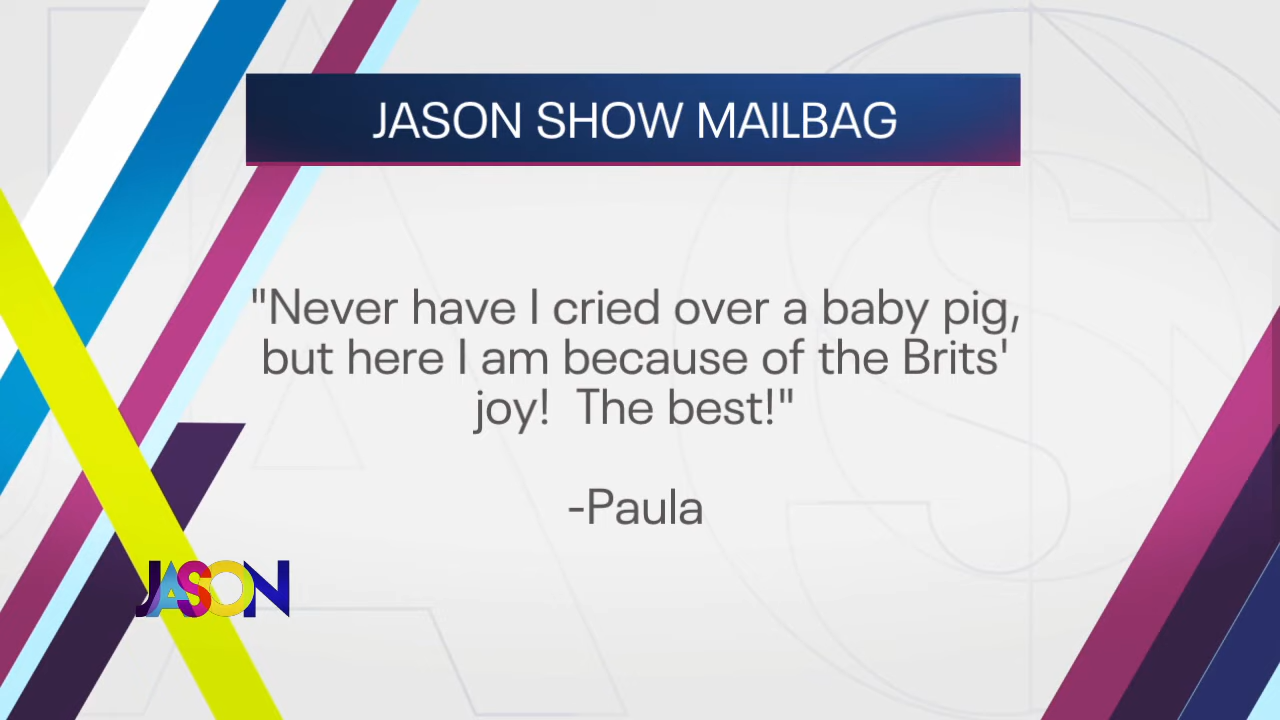 JASON SHOW MAILBAG
"Never have I cried over a baby pig,
but here I am because of the Brits'
joy!  The best!"
-Paula
JASON